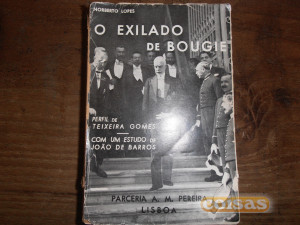 NORBERTO LOPES
O EXILADO
DE BOUGIE
PERFIL DE
TEIXEIRA GOMES
COM UM ESTUDO DE
JOÃO DE BARROS
PARCERIA A. M. PEREIRA
LISBOA
coisas